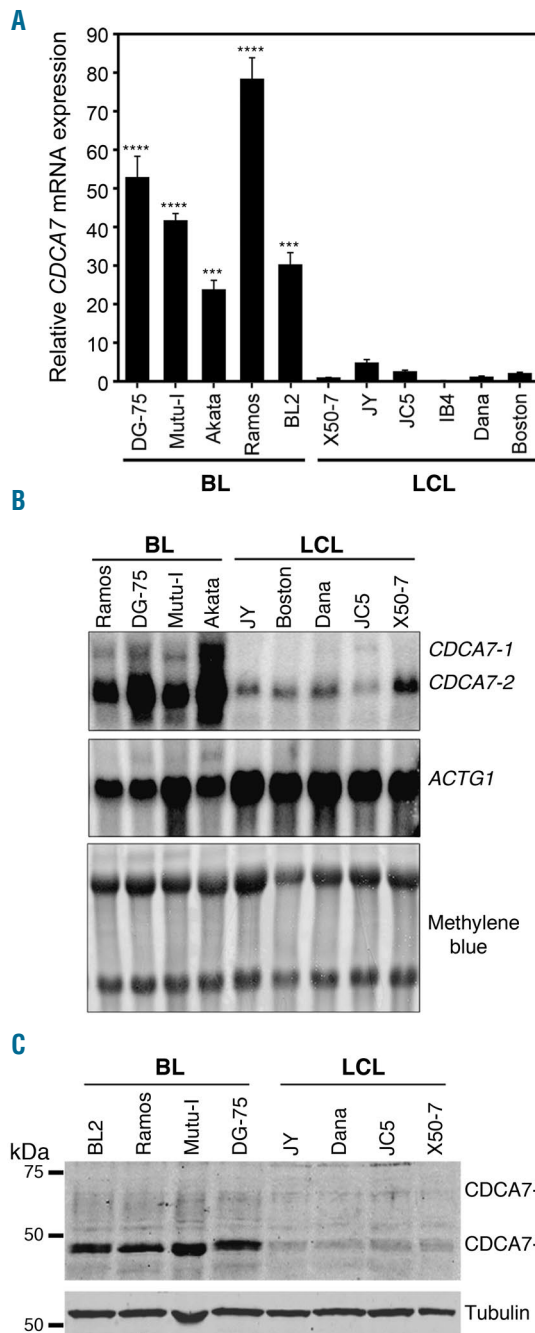 A
Relative CDCA7 mRNA expression
90
80
70
60
50
40
30
20
10
0
****
****
***
****
***
DG-75
Mutu-I
Akata
Ramos
BL2
X50-7
JY
JC5
IB4
Dana
Boston
BL
LCL
B
BL
LCL
Ramos
DG-75
Mutu-I
Akata
JY
Boston
Dana
JC5
X50-7
CDCA7-1
CDCA7-2
ACTG1
Methylene
blue
C
BL
LCL
BL2
Ramos
Mutu-I
DG-75
JY
Dana
JC5
X50-7
kDa
75
CDCA7-
50
CDCA7-
50
Tubulin